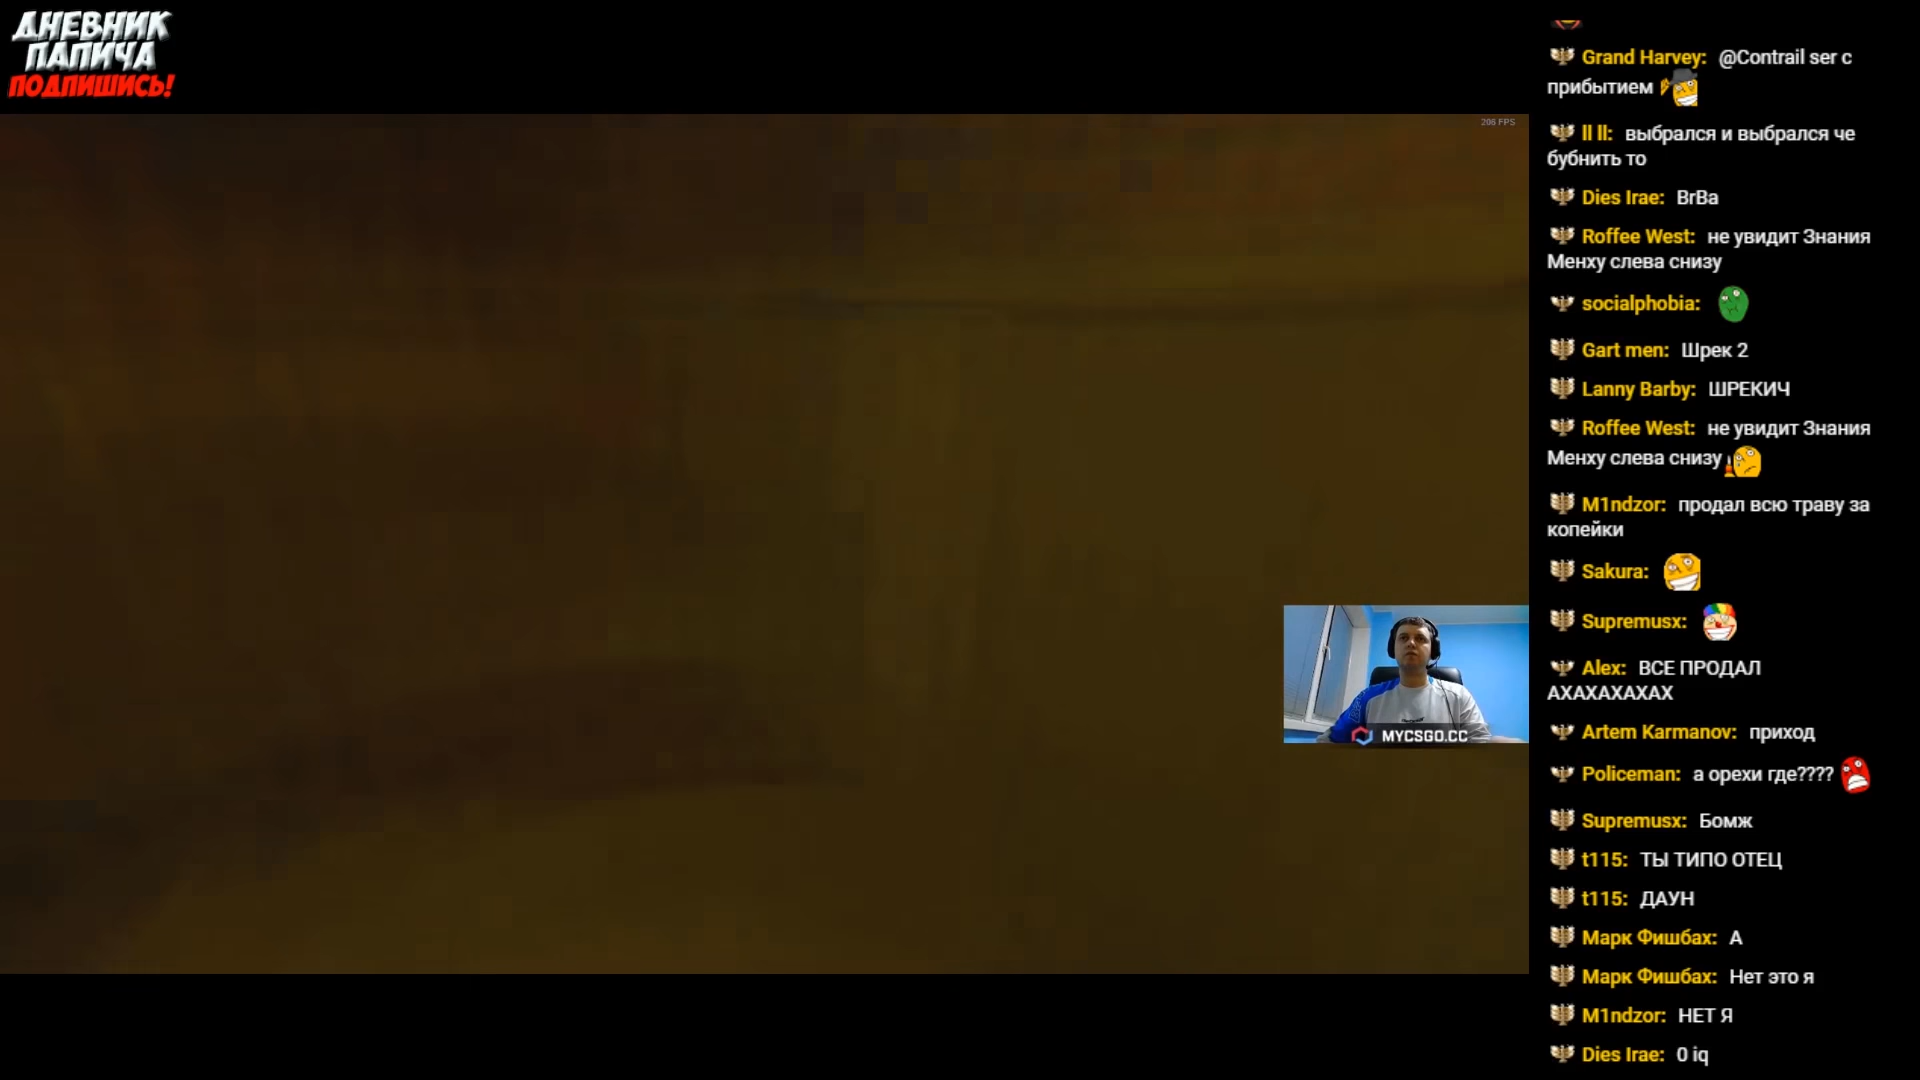 ДНЕВНИК
ПАПИЧА
ПОДПИШИСЬ!
206 FPS
MYCSGO.CC
Grand Harvey: @Contrail ser с
прибытием
ll ll: выбрался и выбрался че
бубнить то
Dies Irae: BrBa
Roffee West: не увидит Знания
Менху слева снизу
socialphobia:
Gart men: Шрек 2
Lanny Barby: ШРЕКИЧ
Roffee West: не увидит Знания
Менху слева снизу
M1ndzor: продал всю траву за
копейки
Sakura:
Supremusx:
Alex: ВСЕ ПРОДАЛ
АХАХАХАХАХ
Artem Karmanov: приход
Policeman: а орехи где????
Supremusx: Бомж
t115: ТЫ ТИПО ОТЕЦ
t115: ДАУН
Марк Фишбах: А
Марк Фишбах: Нет это я
M1ndzor: НЕТ Я
Dies Irae: 0 iq